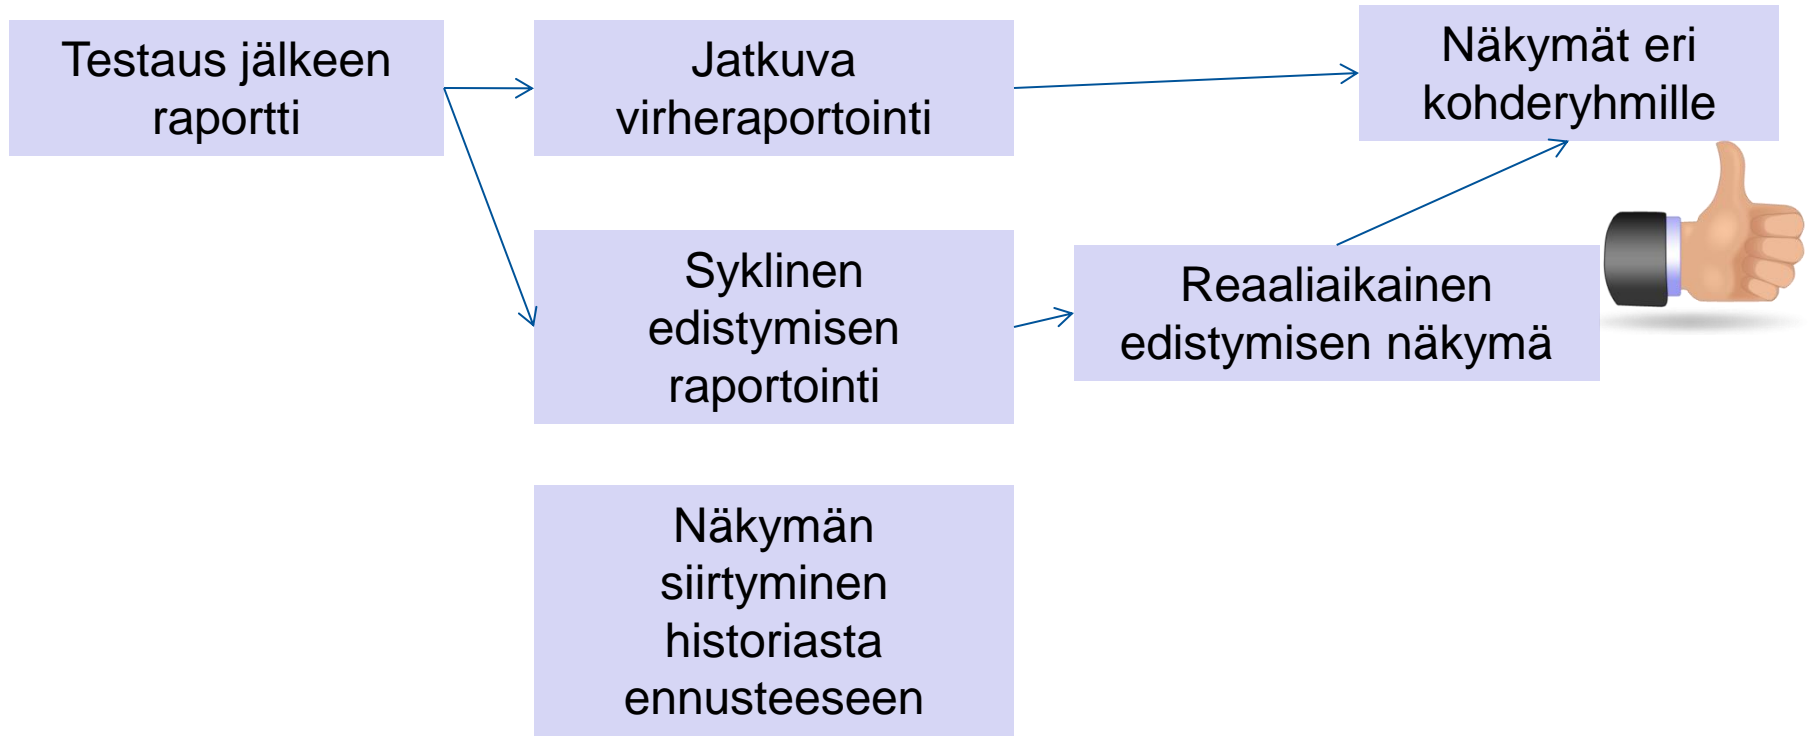 Testaus jälkeen
raportti
Jatkuva
virheraportointi
Näkymät eri
kohderyhmille
Syklinen
edistymisen
raportointi
Reaaliaikainen
edistymisen näkymä
Näkymän
siirtyminen
historiasta
ennusteeseen